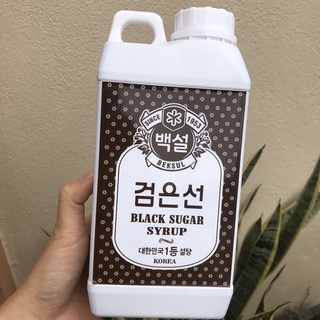 SINCE 1953
백설
BEKSUL
검은선
BLACK SUGAR
SYRUP
대한민국 1등 설탕
KOREA